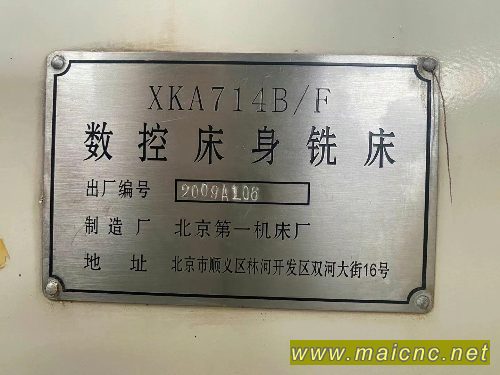 XKA714B/F
数控床身铣床
出厂编号 2009A106
制造厂 北京第一机床厂
地址 北京市顺义区林河开发区双河大街16号
www.maicnc.net